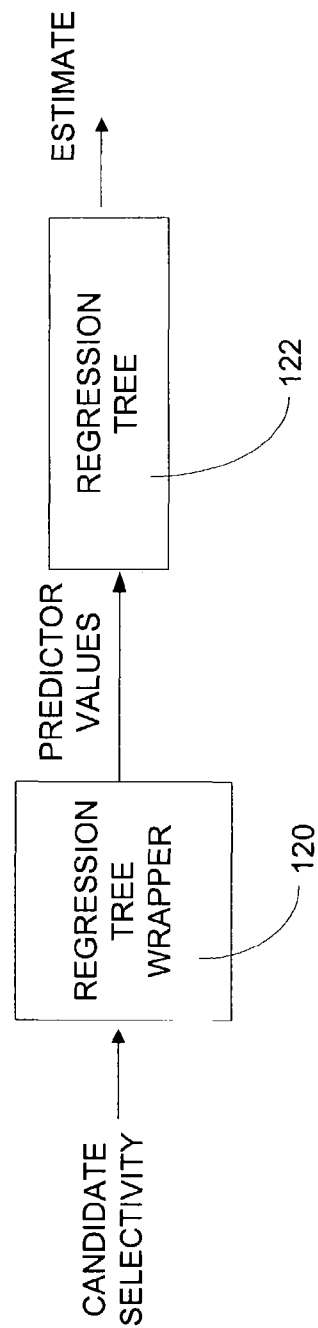 CANDIDATE
SELECTIVITY
REGRESSION
TREE
WRAPPER
120
PREDICTOR
VALUES
REGRESSION
TREE
122
ESTIMATE